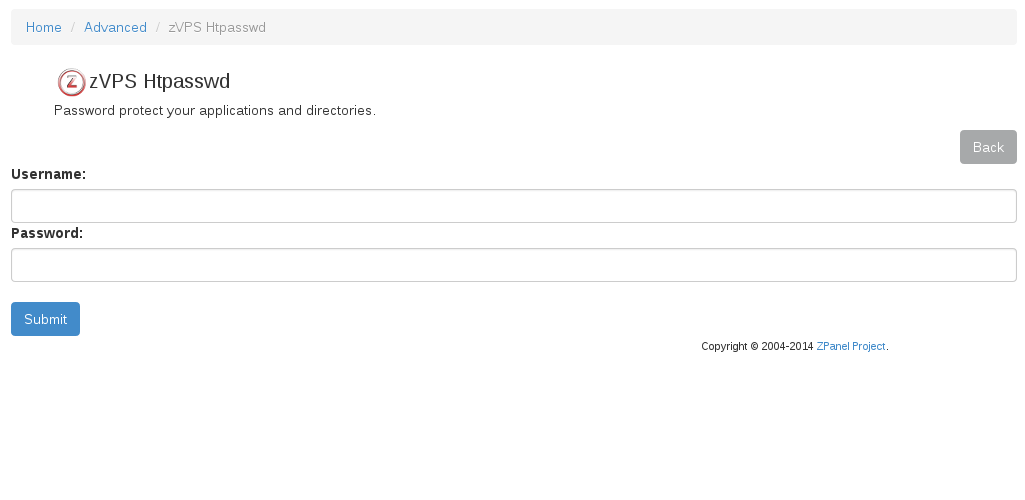 Home / Advanced / zVPS Htpasswd
zVPS Htpasswd
Password protect your applications and directories.
Back
Username:
Password:
Submit
Copyright © 2004-2014 ZPanel Project.